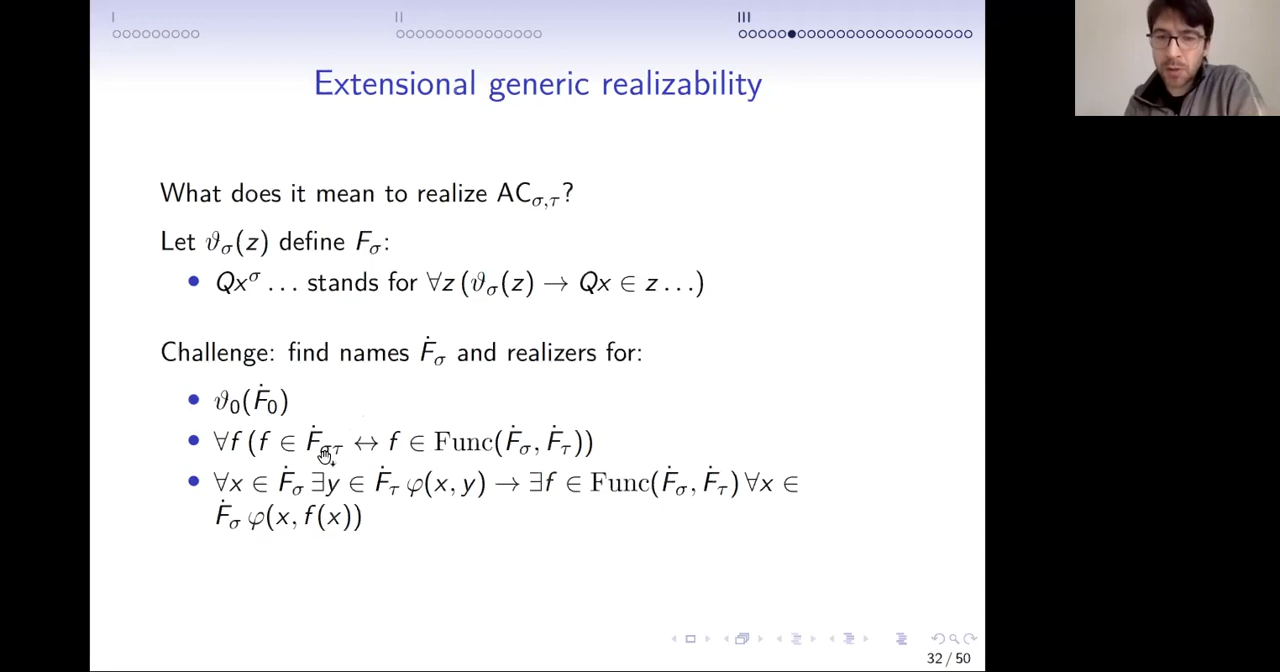 I II III
Extensional generic realizability
What does it mean to realize AC_{σ,τ}?
Let ϑ_σ(z) define F_σ:
• Qx^σ … stands for ∀z (ϑ_σ(z) → Qx ∈ z …)
Challenge: find names Ḟ_σ and realizers for:
• ϑ_0(Ḟ_0)
• ∀f (f ∈ Ḟ_{στ} ↔ f ∈ Func(Ḟ_σ, Ḟ_τ))
• ∀x ∈ Ḟ_σ ∃y ∈ Ḟ_τ φ(x, y) → ∃f ∈ Func(Ḟ_σ, Ḟ_τ) ∀x ∈
Ḟ_σ φ(x, f(x))
32 / 50